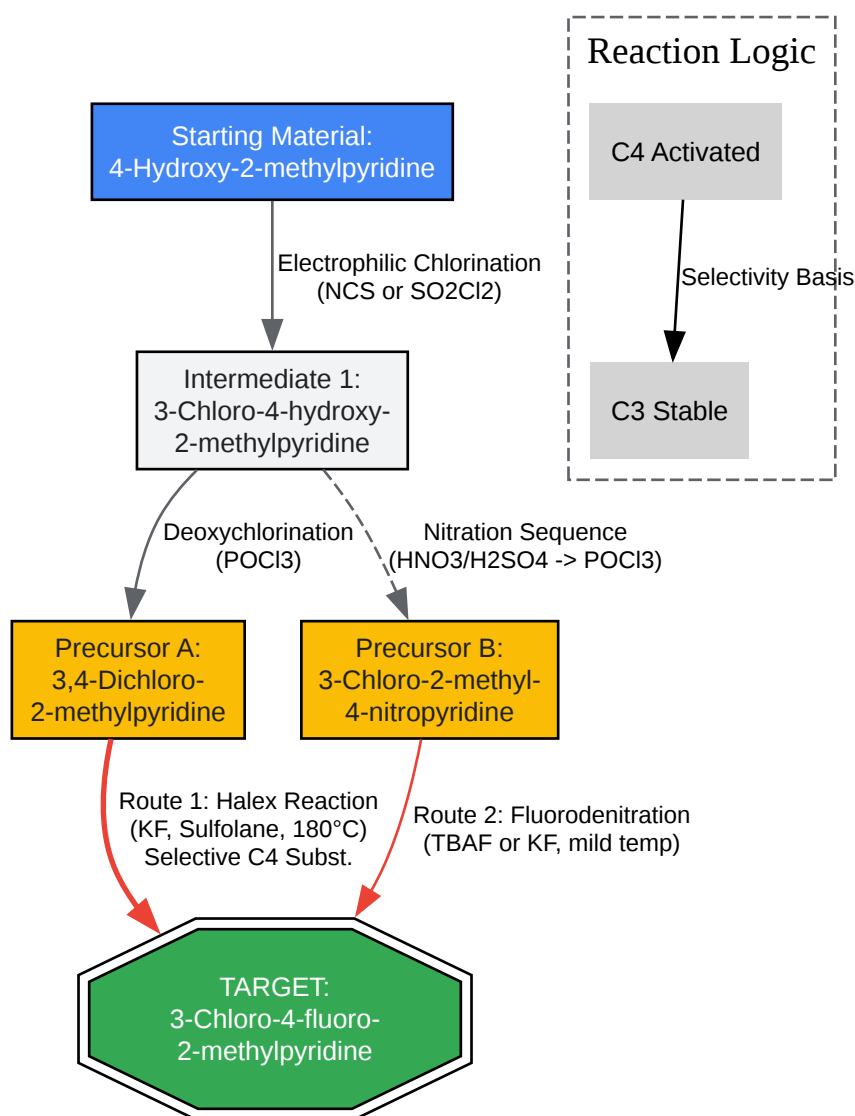 Reaction Logic
Starting Material:
4-Hydroxy-2-methylpyridine
C4 Activated
Electrophilic Chlorination
(NCS or SO2Cl2)
Selectivity Basis
Intermediate 1:
3-Chloro-4-hydroxy-
2-methylpyridine
C3 Stable
Deoxychlorination
(POCl3)
Nitration Sequence
(HNO3/H2SO4 -> POCl3)
Precursor A:
3,4-Dichloro-
2-methylpyridine
Precursor B:
3-Chloro-2-methyl-
4-nitropyridine
Route 1: Halex Reaction
(KF, Sulfolane, 180°C)
Selective C4 Subst.
Route 2: Fluorodenitration
(TBAF or KF, mild temp)
TARGET:
3-Chloro-4-fluoro-
2-methylpyridine